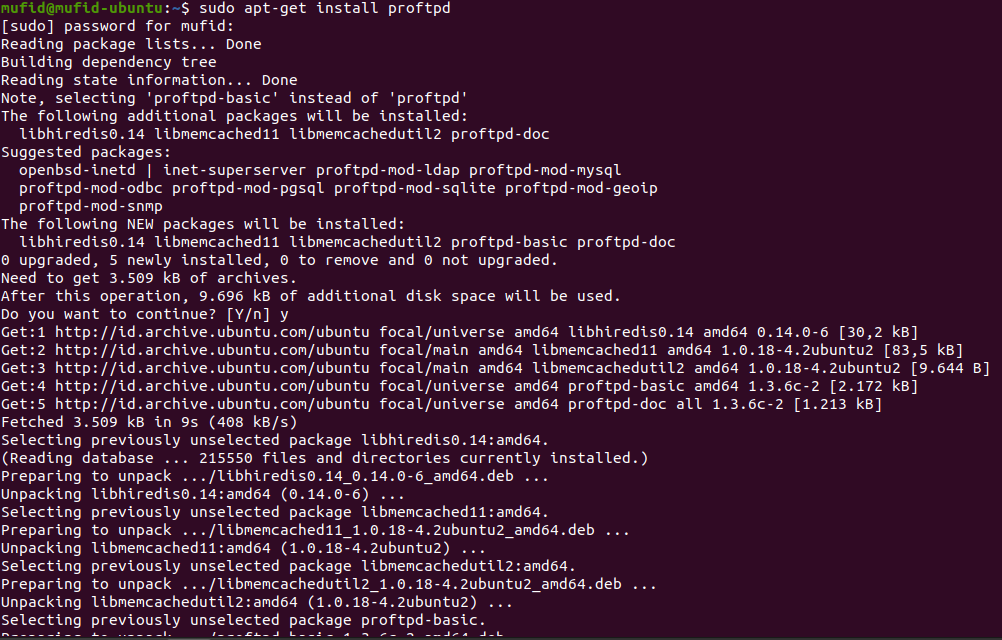 mufid@mufid-ubuntu:~$ sudo apt-get install proftpd
[sudo] password for mufid:
Reading package lists... Done
Building dependency tree
Reading state information... Done
Note, selecting 'proftpd-basic' instead of 'proftpd'
The following additional packages will be installed:
  libhiredis0.14 libmemcached11 libmemcachedutil2 proftpd-doc
Suggested packages:
  openbsd-inetd | inet-superserver proftpd-mod-ldap proftpd-mod-mysql
  proftpd-mod-odbc proftpd-mod-pgsql proftpd-mod-sqlite proftpd-mod-geoip
  proftpd-mod-snmp
The following NEW packages will be installed:
  libhiredis0.14 libmemcached11 libmemcachedutil2 proftpd-basic proftpd-doc
0 upgraded, 5 newly installed, 0 to remove and 0 not upgraded.
Need to get 3.509 kB of archives.
After this operation, 9.696 kB of additional disk space will be used.
Do you want to continue? [Y/n] y
Get:1 http://id.archive.ubuntu.com/ubuntu focal/universe amd64 libhiredis0.14 amd64 0.14.0-6 [30,2 kB]
Get:2 http://id.archive.ubuntu.com/ubuntu focal/main amd64 libmemcached11 amd64 1.0.18-4.2ubuntu2 [83,5 kB]
Get:3 http://id.archive.ubuntu.com/ubuntu focal/main amd64 libmemcachedutil2 amd64 1.0.18-4.2ubuntu2 [9.644 B]
Get:4 http://id.archive.ubuntu.com/ubuntu focal/universe amd64 proftpd-basic amd64 1.3.6c-2 [2.172 kB]
Get:5 http://id.archive.ubuntu.com/ubuntu focal/universe amd64 proftpd-doc all 1.3.6c-2 [1.213 kB]
Fetched 3.509 kB in 9s (408 kB/s)
Selecting previously unselected package libhiredis0.14:amd64.
(Reading database ... 215550 files and directories currently installed.)
Preparing to unpack .../libhiredis0.14_0.14.0-6_amd64.deb ...
Unpacking libhiredis0.14:amd64 (0.14.0-6) ...
Selecting previously unselected package libmemcached11:amd64.
Preparing to unpack .../libmemcached11_1.0.18-4.2ubuntu2_amd64.deb ...
Unpacking libmemcached11:amd64 (1.0.18-4.2ubuntu2) ...
Selecting previously unselected package libmemcachedutil2:amd64.
Preparing to unpack .../libmemcachedutil2_1.0.18-4.2ubuntu2_amd64.deb ...
Unpacking libmemcachedutil2:amd64 (1.0.18-4.2ubuntu2) ...
Selecting previously unselected package proftpd-basic.